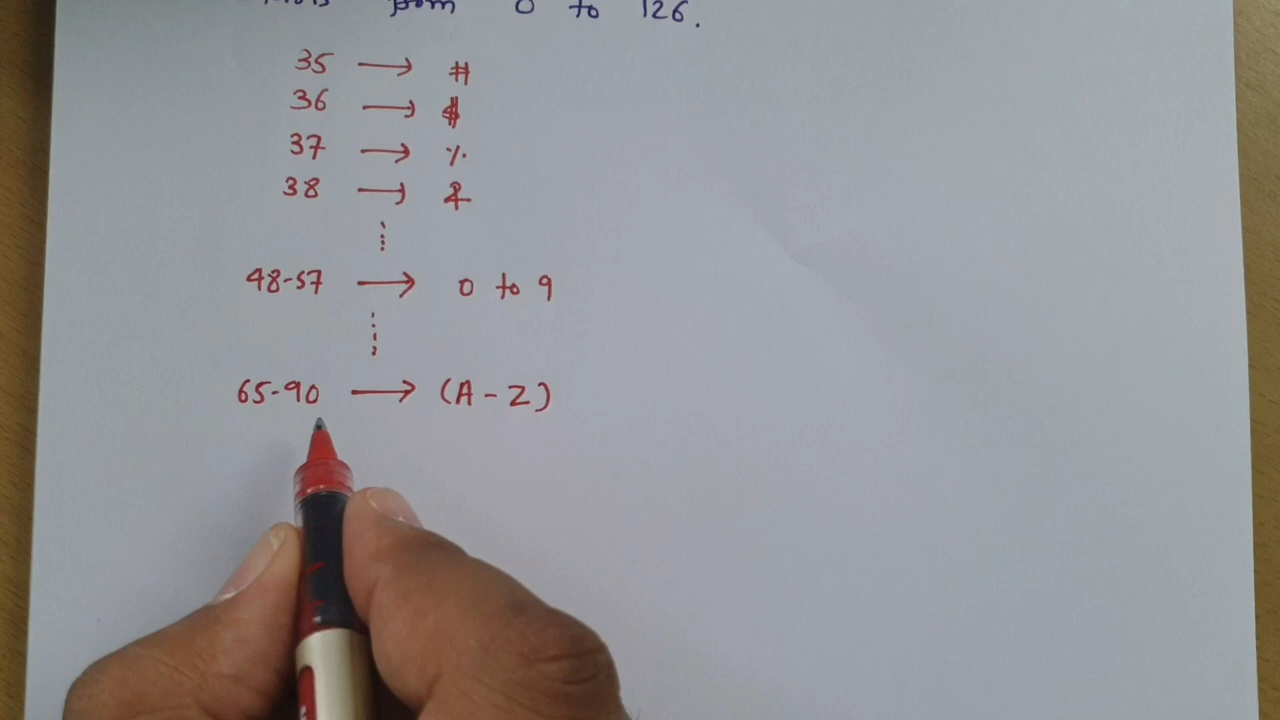 from 0 to 126.
35 → #
36 → $
37 → %
38 → &
48-57 → 0 to 9
65-90 → (A - Z)